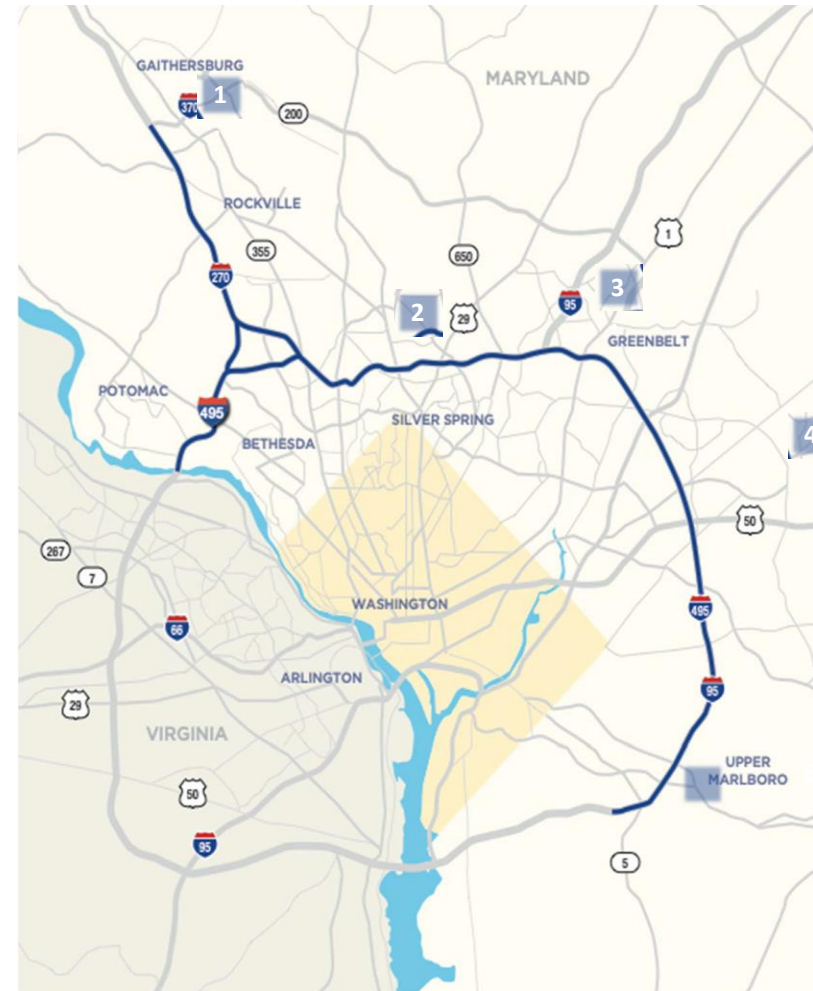 GAITHERSBURG
MARYLAND
370
1
200
ROCKVILLE
1
355
650
270
3
2
95
29
GREENBELT
POTOMAC
495
SILVER SPRING
BETHESDA
4
50
267
7
WASHINGTON
495
66
ARLINGTON
95
29
VIRGINIA
UPPER
MARLBORO
50
95
5